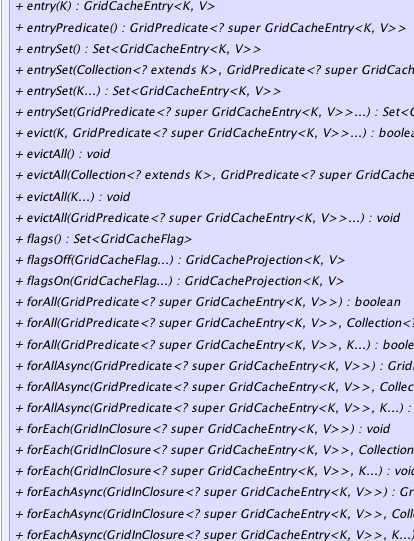 + entry(K) : GridCacheEntry<K, V>
+ entryPredicate() : GridPredicate<? super GridCacheEntry<K, V>>
+ entrySet() : Set<GridCacheEntry<K, V>>
+ entrySet(Collection<? extends K>, GridPredicate<? super GridCach
+ entrySet(K...) : Set<GridCacheEntry<K, V>>
+ entrySet(GridPredicate<? super GridCacheEntry<K, V>>...) : Set<G
+ evict(K, GridPredicate<? super GridCacheEntry<K, V>>...) : boolea
+ evictAll() : void
+ evictAll(Collection<? extends K>, GridPredicate<? super GridCache
+ evictAll(K...) : void
+ evictAll(GridPredicate<? super GridCacheEntry<K, V>>...) : void
+ flags() : Set<GridCacheFlag>
+ flagsOff(GridCacheFlag...) : GridCacheProjection<K, V>
+ flagsOn(GridCacheFlag...) : GridCacheProjection<K, V>
+ forAll(GridPredicate<? super GridCacheEntry<K, V>>) : boolean
+ forAll(GridPredicate<? super GridCacheEntry<K, V>>, Collection<?
+ forAll(GridPredicate<? super GridCacheEntry<K, V>>, K...) : boole
+ forAllAsync(GridPredicate<? super GridCacheEntry<K, V>>) : Grid
+ forAllAsync(GridPredicate<? super GridCacheEntry<K, V>>, Collec
+ forAllAsync(GridPredicate<? super GridCacheEntry<K, V>>, K...) :
+ forEach(GridInClosure<? super GridCacheEntry<K, V>>) : void
+ forEach(GridInClosure<? super GridCacheEntry<K, V>>, Collection
+ forEach(GridInClosure<? super GridCacheEntry<K, V>>, K...) : void
+ forEachAsync(GridInClosure<? super GridCacheEntry<K, V>>) : Gr
+ forEachAsync(GridInClosure<? super GridCacheEntry<K, V>>, Coll
+ forEachAsync(GridInClosure<? super GridCacheEntry<K, V>>, K...)